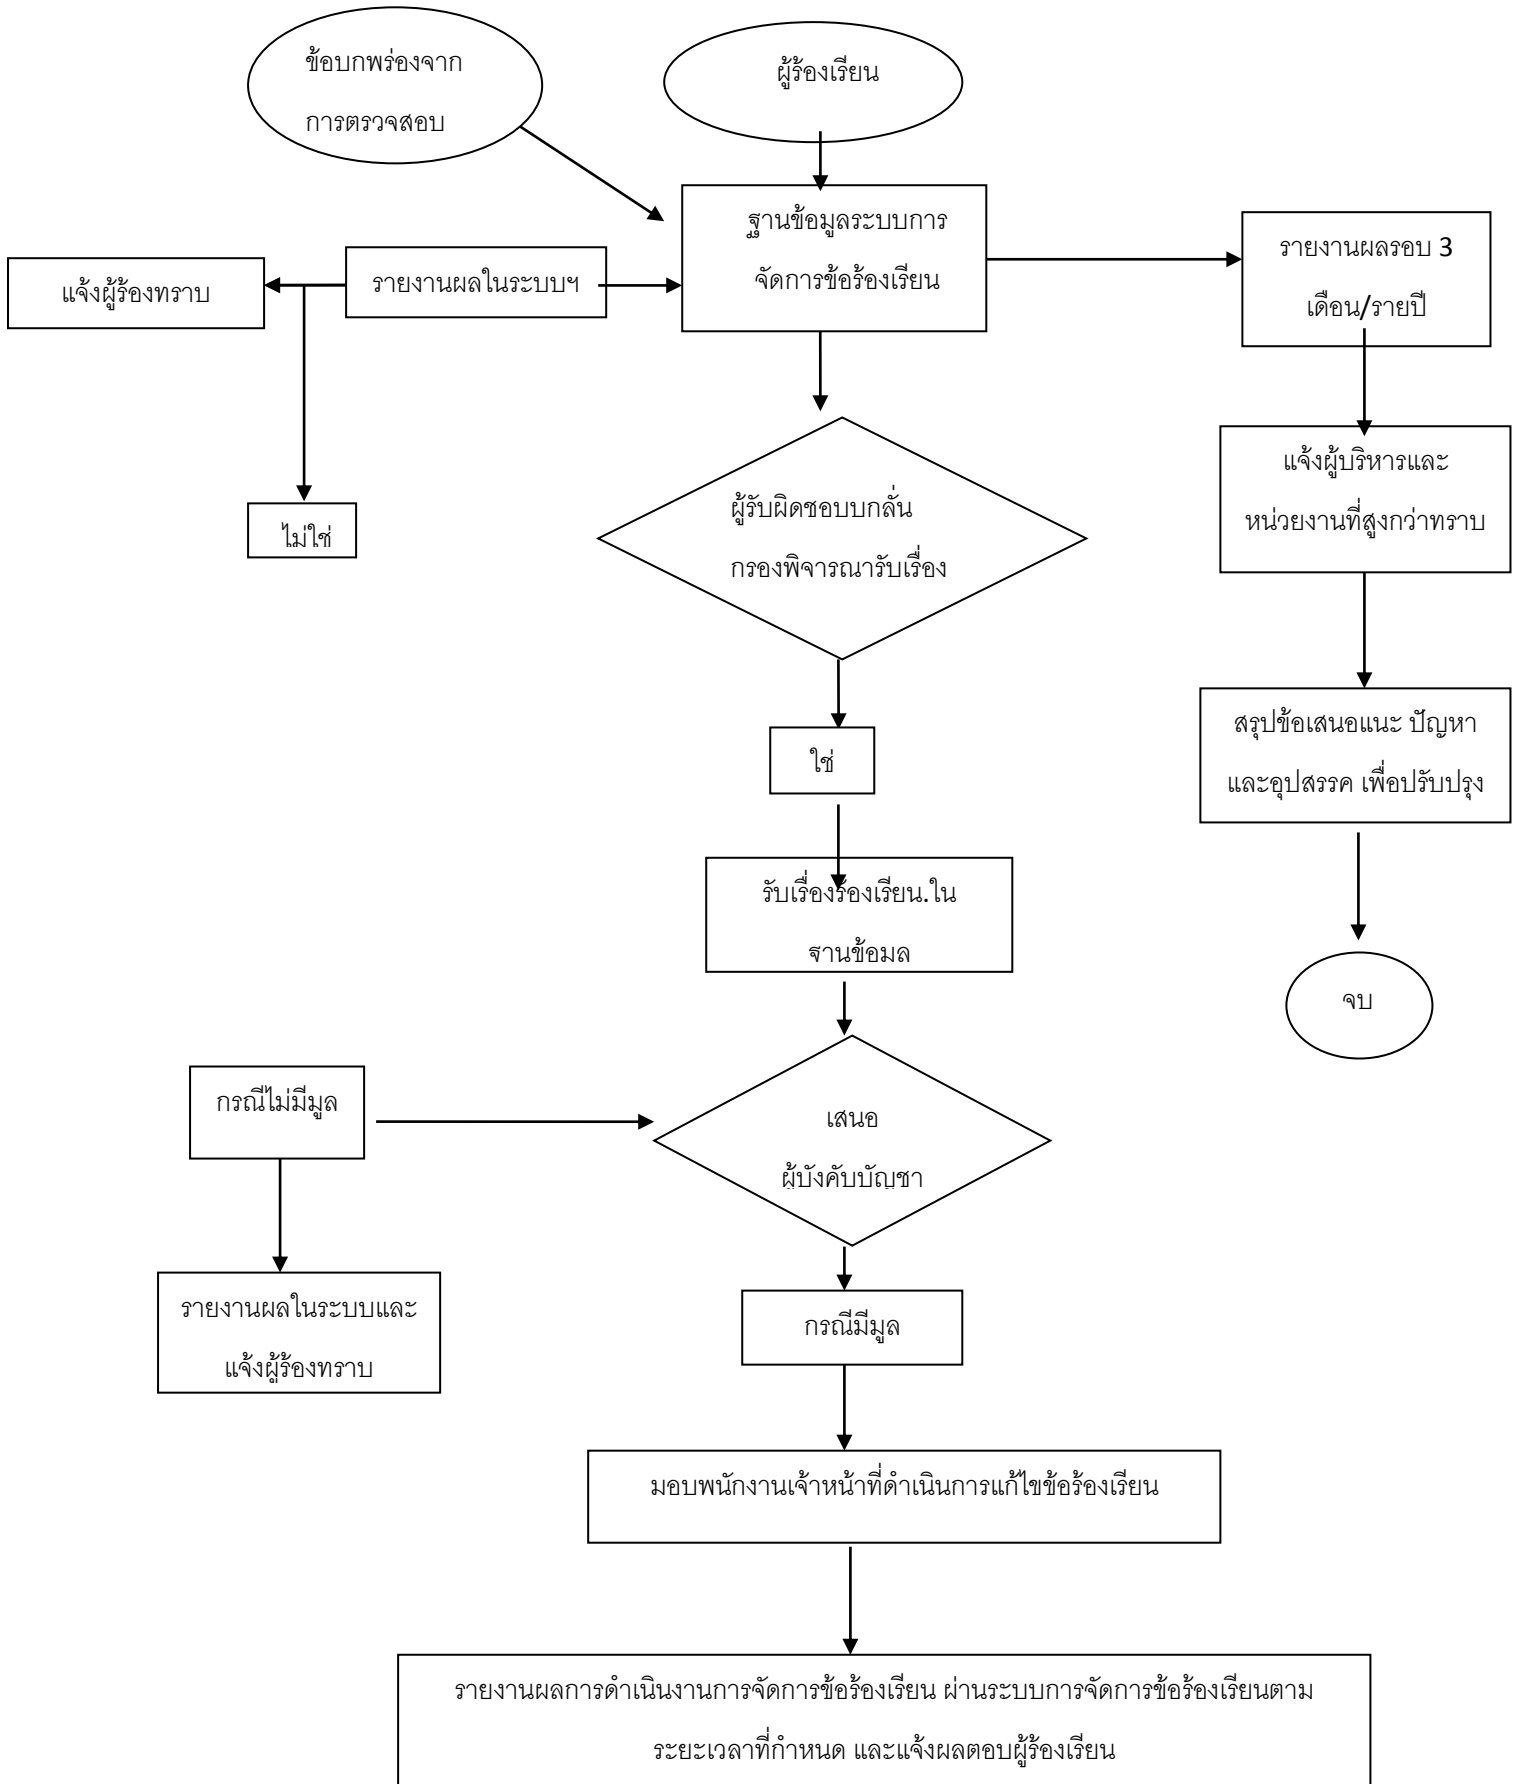 ข้อบกพร่องจาก
การตรวจสอบ
ผู้ร้องเรียน
ฐานข้อมูลระบบการ
จัดการข้อร้องเรียน
รายงานผลรอบ 3
เดือน/รายปี
แจ้งผู้ร้องทราบ
รายงานผลในระบบฯ
ไม่ใช่
ผู้รับผิดชอบบกลั่น
กรองพิจารณารับเรื่อง
แจ้งผู้บริหารและ
หน่วยงานที่สูงกว่าทราบ
ใช่
สรุปข้อเสนอแนะ ปัญหา
และอุปสรรค เพื่อปรับปรุง
รับเรื่องร้องเรียน.ใน
ฐานข้อมูล
จบ
กรณีไม่มีมูล
เสนอ
ผู้บังคับบัญชา
รายงานผลในระบบและ
แจ้งผู้ร้องทราบ
กรณีมีมูล
มอบพนักงานเจ้าหน้าที่ดำเนินการแก้ไขข้อร้องเรียน
รายงานผลการดำเนินงานการจัดการข้อร้องเรียน ผ่านระบบการจัดการข้อร้องเรียนตาม
ระยะเวลาที่กำหนด และแจ้งผลตอบผู้ร้องเรียน